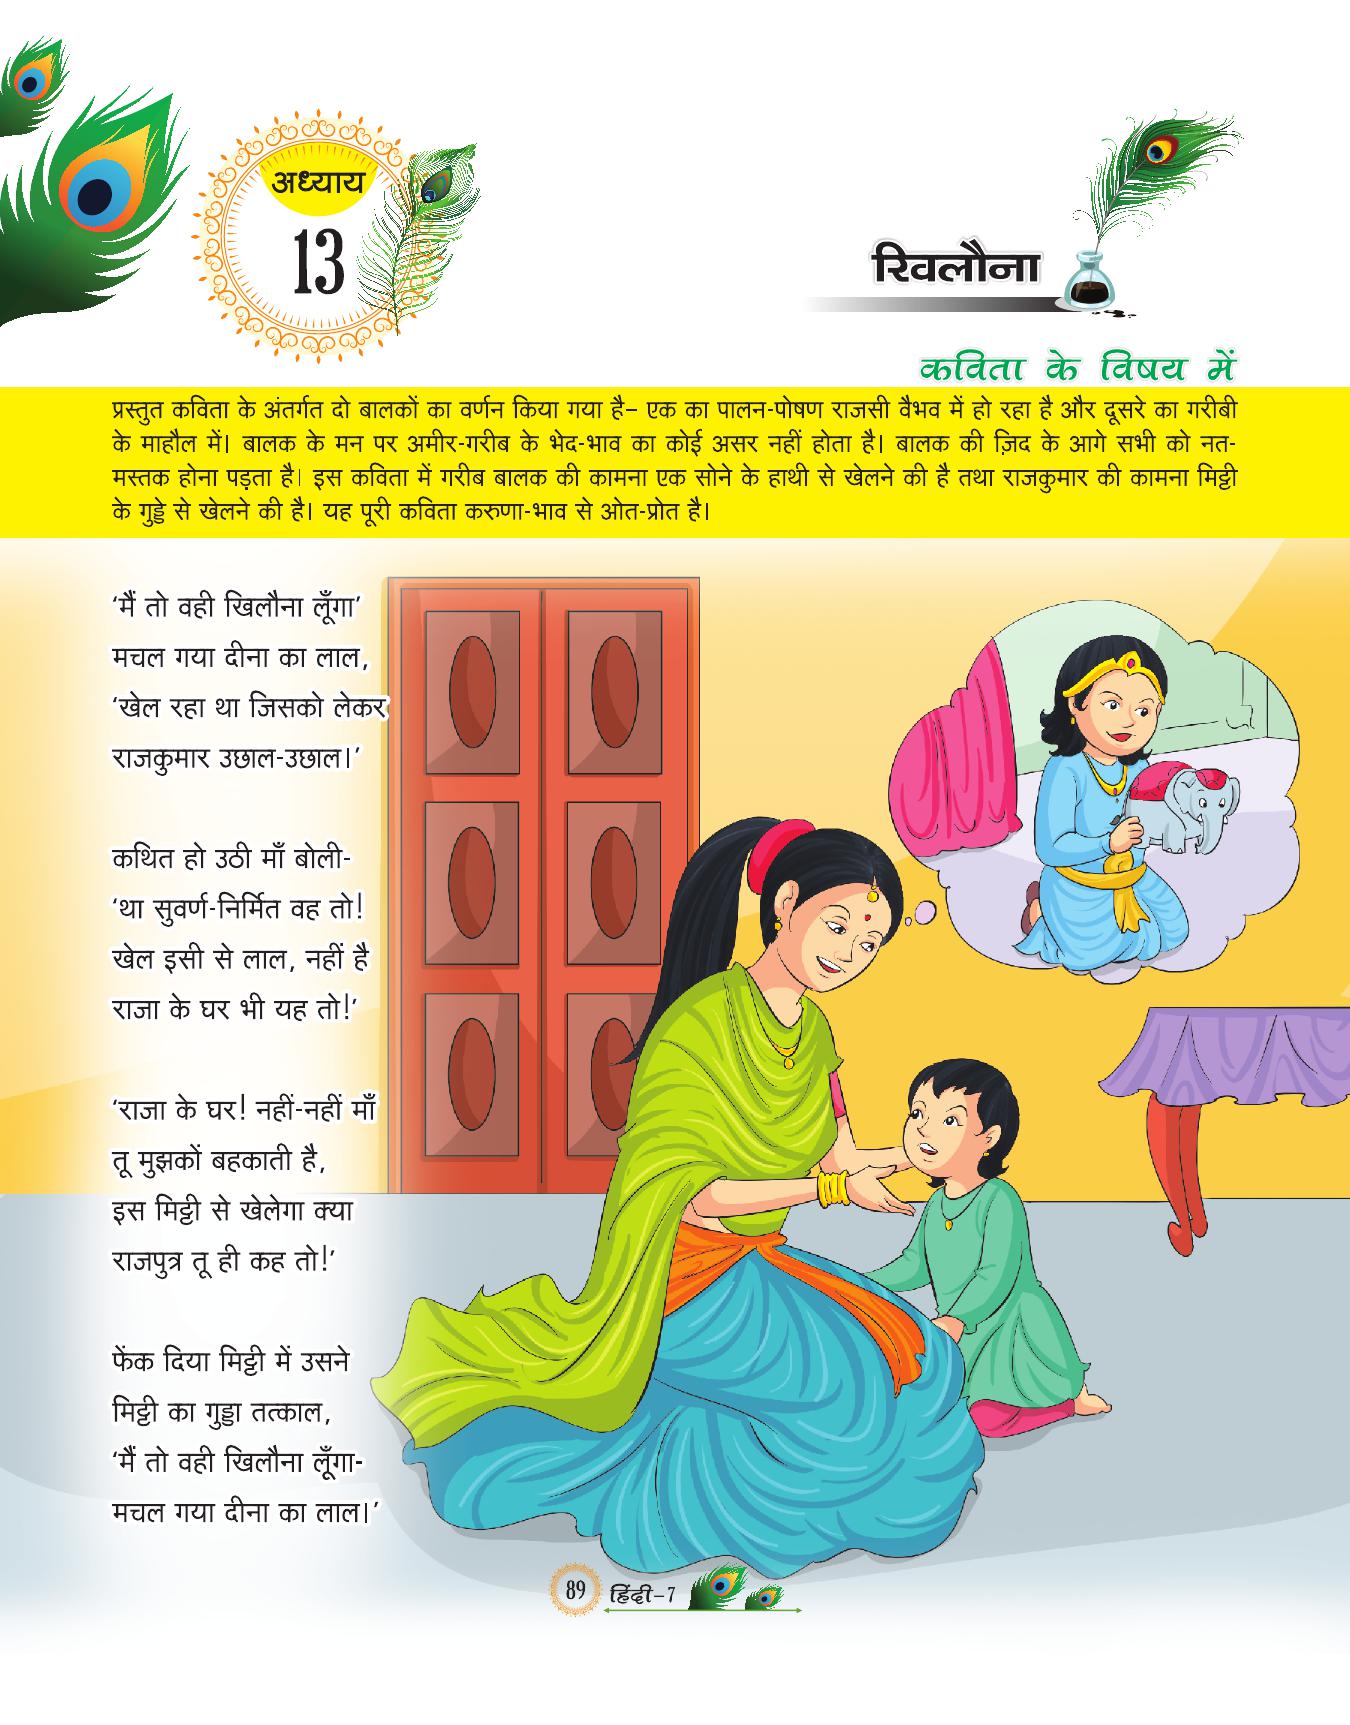 अध्याय
13
खिलौना
कविता के विषय में
प्रस्तुत कविता के अंतर्गत दो बालकों का वर्णन किया गया है– एक का पालन-पोषण राजसी वैभव में हो रहा है और दूसरे का गरीबी
के माहौल में। बालक के मन पर अमीर-गरीब के भेद-भाव का कोई असर नहीं होता है। बालक की ज़िद के आगे सभी को नत-
मस्तक होना पड़ता है। इस कविता में गरीब बालक की कामना एक सोने के हाथी से खेलने की है तथा राजकुमार की कामना मिट्टी
के गुड्डे से खेलने की है। यह पूरी कविता करुणा-भाव से ओत-प्रोत है।
‘मैं तो वही खिलौना लूँगा’
मचल गया दीना का लाल,
‘खेल रहा था जिसको लेकर
राजकुमार उछाल-उछाल।’
कथित हो उठी माँ बोली-
‘था सुवर्ण-निर्मित वह तो!
खेल इसी से लाल, नहीं है
राजा के घर भी यह तो!’
‘राजा के घर! नहीं-नहीं माँ
तू मुझकों बहकाती है,
इस मिट्टी से खेलेगा क्या
राजपुत्र तू ही कह तो!’
फेंक दिया मिट्टी में उसने
मिट्टी का गुड्डा तत्काल,
‘मैं तो वही खिलौना लूँगा-
मचल गया दीना का लाल।’
89 हिंदी–7